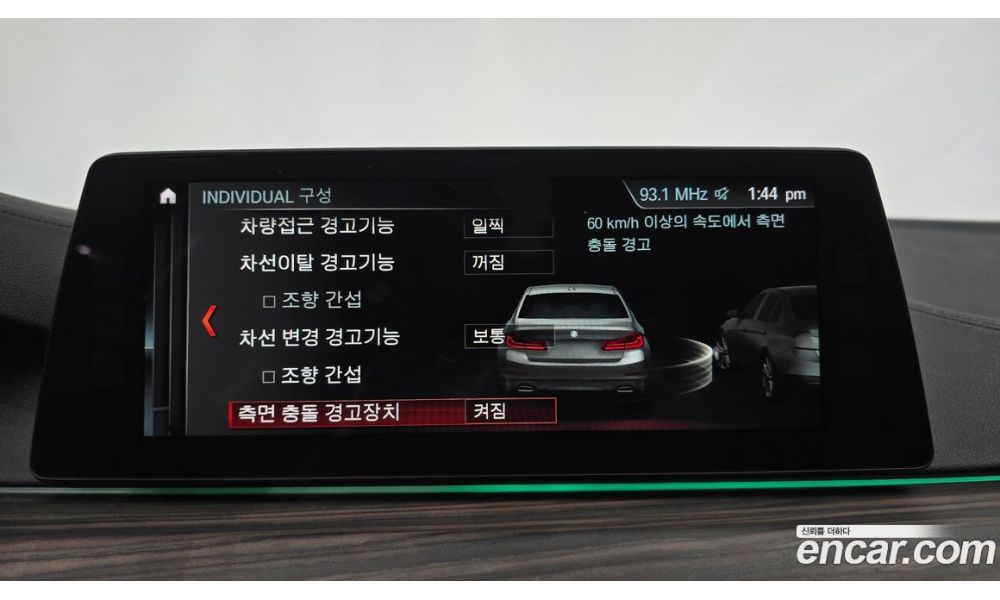 INDIVIDUAL 구성
93.1 MHz 1:44 pm
차량접근 경고기능 일찍
60 km/h 이상의 속도에서 측면
충돌 경고
차선이탈 경고기능 꺼짐
조향 간섭
차선 변경 경고기능 보통
조향 간섭
측면 충돌 경고장치 켜짐
신뢰를 더하다
encar.com